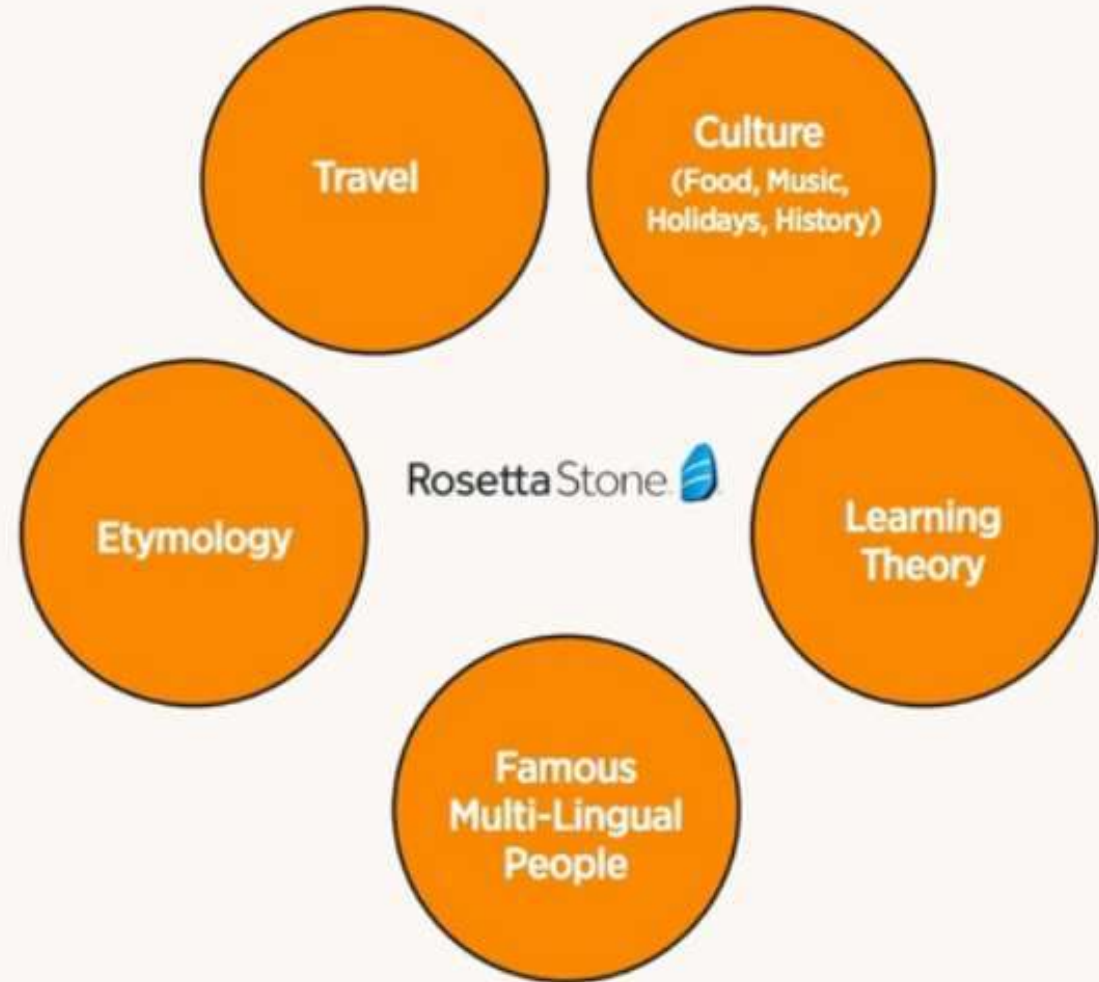 Travel
Culture
(Food, Music,
Holidays, History)
Rosetta Stone
Etymology
Learning
Theory
Famous
Multi-Lingual
People